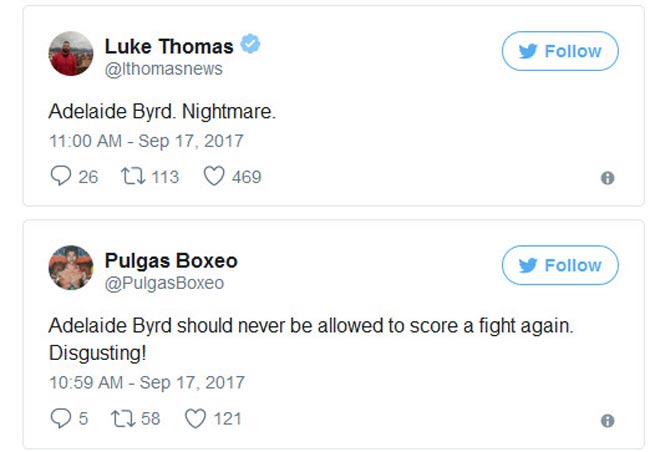 Luke Thomas
Follow
@lthomasnews
Adelaide Byrd. Nightmare.
11:00 AM - Sep 17, 2017
26 113 469
Pulgas Boxeo
Follow
@PulgasBoxeo
Adelaide Byrd should never be allowed to score a fight again.
Disgusting!
10:59 AM - Sep 17, 2017
5 58 121